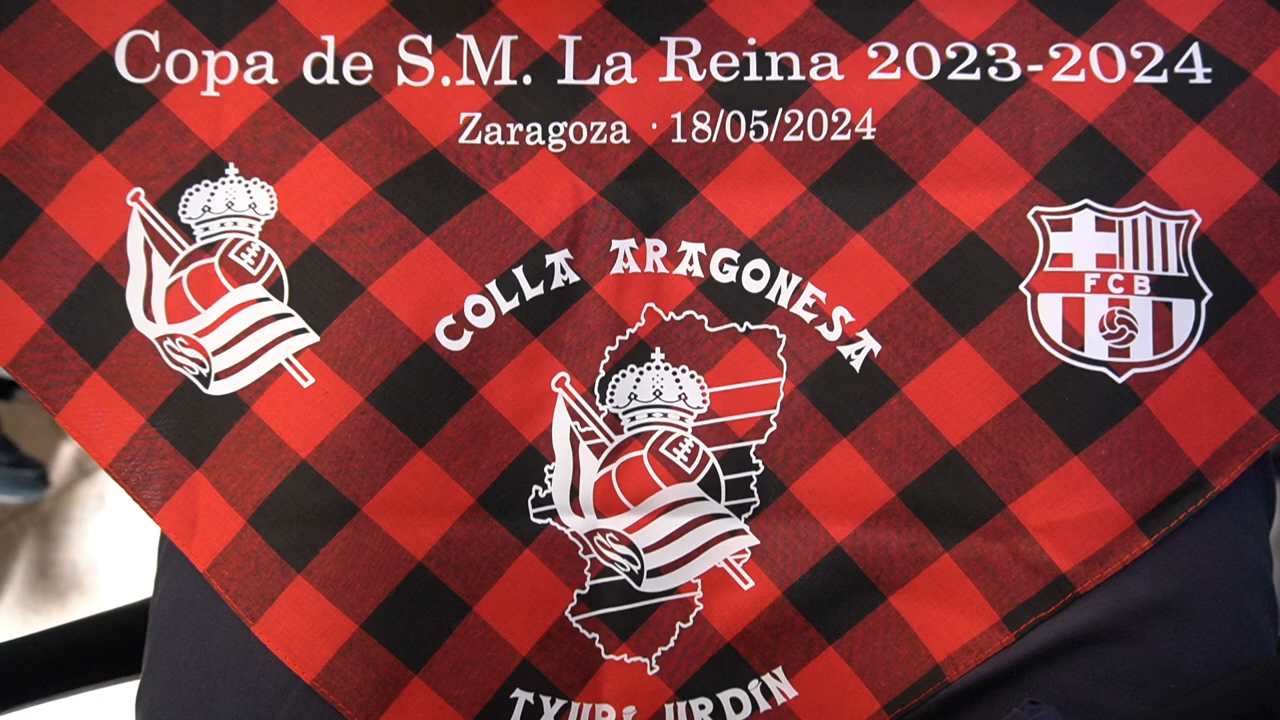 Copa de S.M. La Reina 2023-2024
Zaragoza · 18/05/2024
COLLA ARAGONESA
FCB
TXURi URDiN